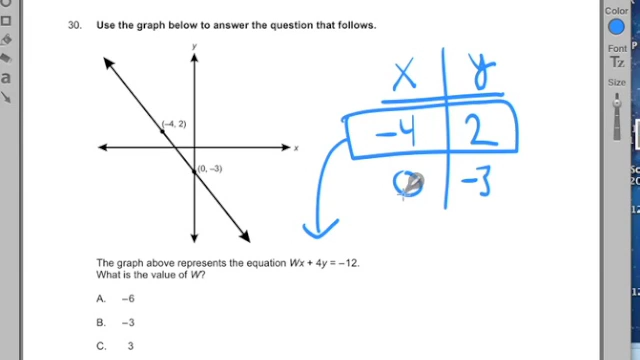 30. Use the graph below to answer the question that follows.
y
(-4, 2)
x
(0, -3)
x y
-4 2
0 -3
The graph above represents the equation Wx + 4y = -12.
What is the value of W?
A. -6
B. -3
C. 3
Color
Font
Tz
Size
a